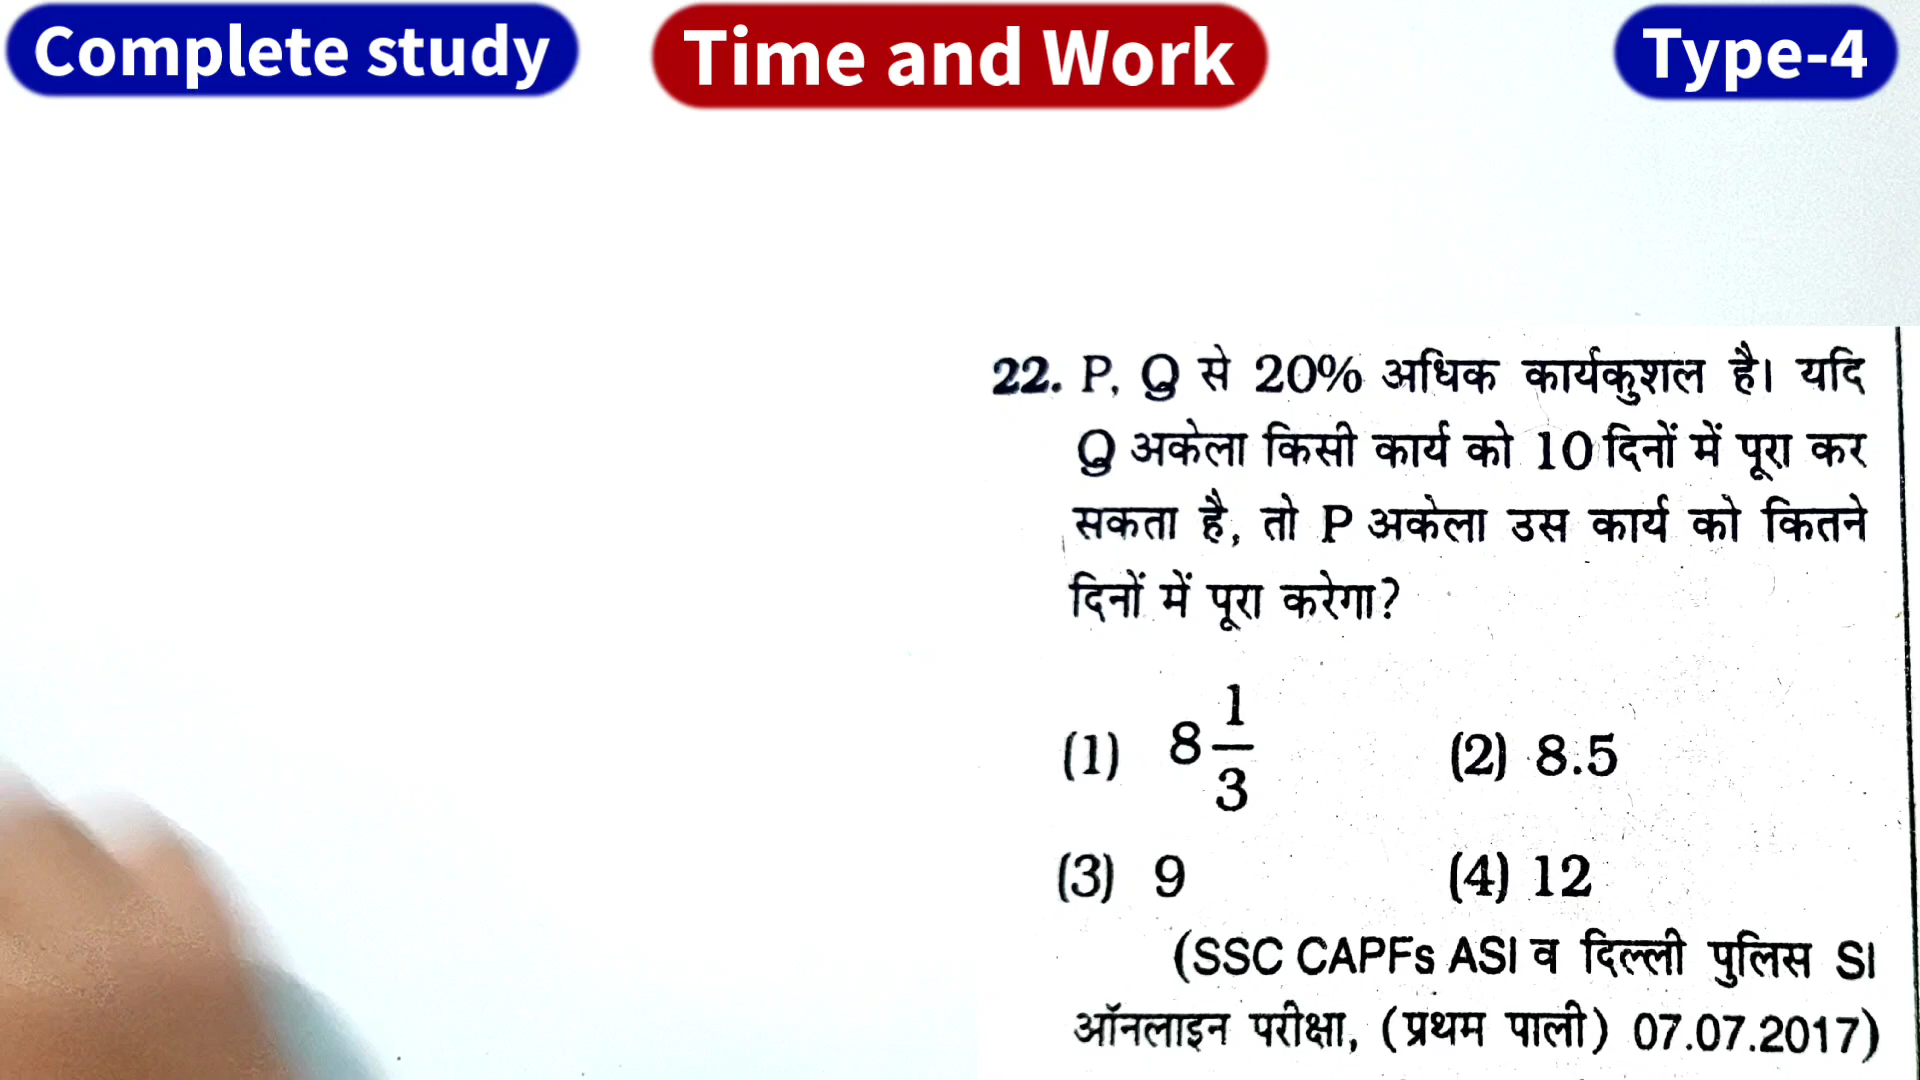 Complete study
Time and Work
Type-4
22. P, Q से 20% अधिक कार्यकुशल है। यदि
Q अकेला किसी कार्य को 10 दिनों में पूरा कर
सकता है, तो P अकेला उस कार्य को कितने
दिनों में पूरा करेगा?
(1) 8 1/3 (2) 8.5
(3) 9 (4) 12
(SSC CAPFs ASI व दिल्ली पुलिस SI
ऑनलाइन परीक्षा, (प्रथम पाली) 07.07.2017)